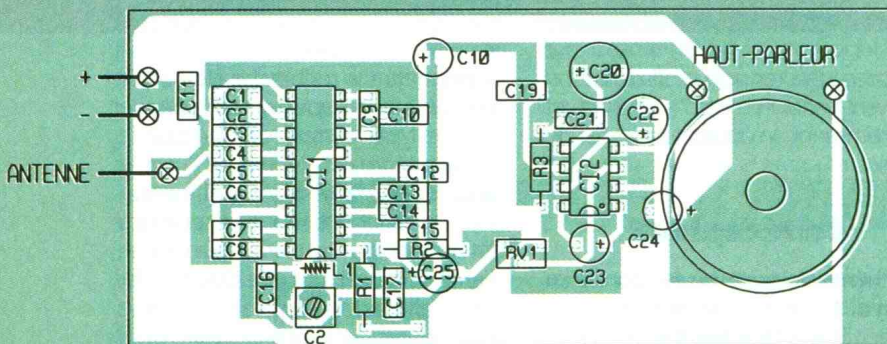 +
-
ANTENNE
C11
C1
C2
C3
C4
C5
C6
C7
C8
CI1
C9
C10
C12
C13
C14
C15
R2
L1
C16
C2
R1
C17
+ C25
+ C10
C19
+ C20
C21
C22
+
R3
CI2
RV1
+
C23
+
C24
HAUT-PARLEUR